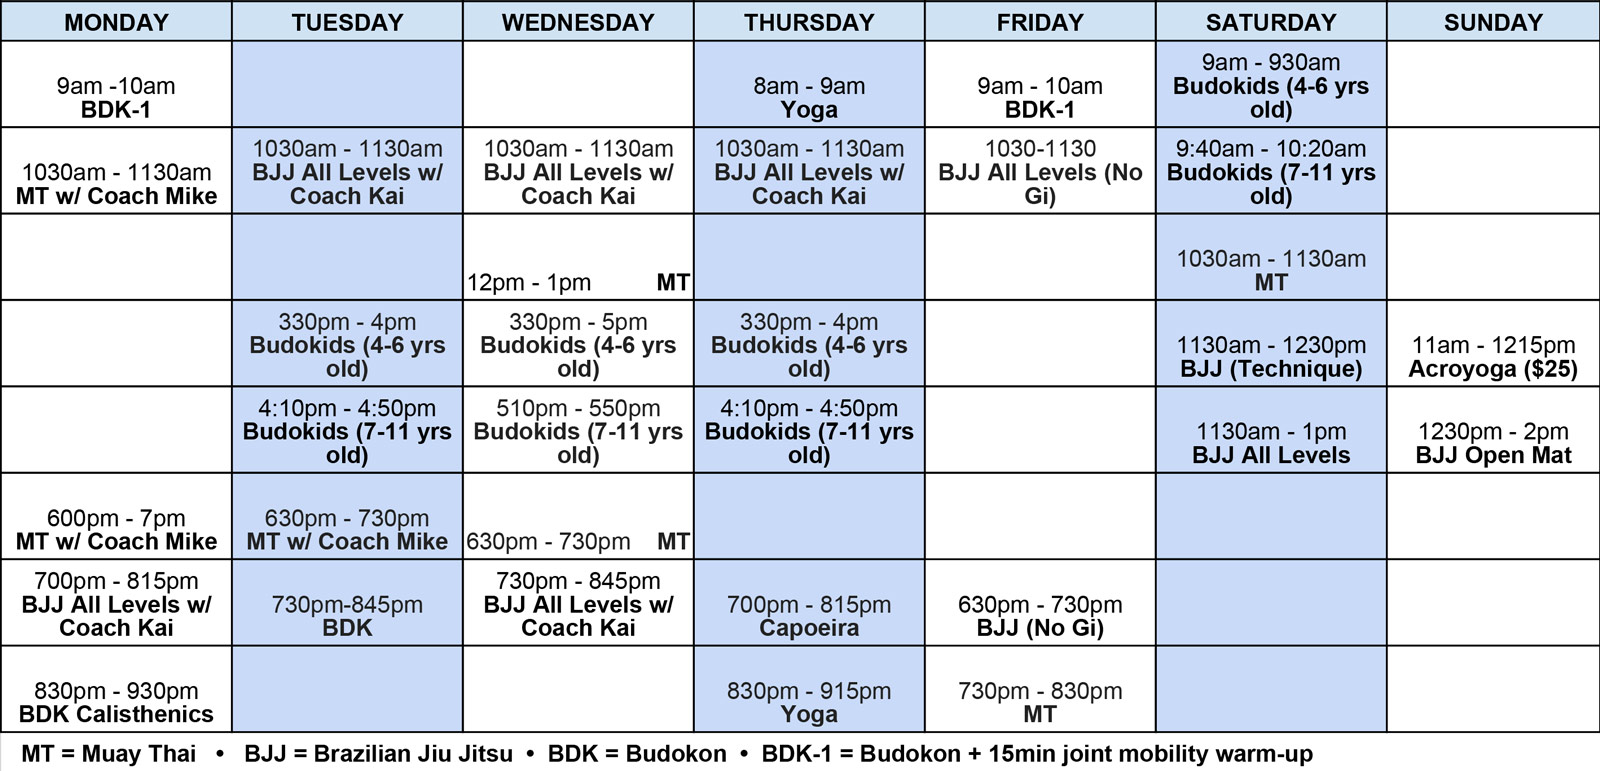 MONDAY TUESDAY WEDNESDAY THURSDAY FRIDAY SATURDAY SUNDAY
9am -10am
BDK-1
8am - 9am
Yoga
9am - 10am
BDK-1
9am - 930am
Budokids (4-6 yrs
old)
1030am - 1130am
MT w/ Coach Mike
1030am - 1130am
BJJ All Levels w/
Coach Kai
1030am - 1130am
BJJ All Levels w/
Coach Kai
1030am - 1130am
BJJ All Levels w/
Coach Kai
1030-1130
BJJ All Levels (No
Gi)
9:40am - 10:20am
Budokids (7-11 yrs
old)
12pm - 1pm MT
1030am - 1130am
MT
330pm - 4pm
Budokids (4-6 yrs
old)
330pm - 5pm
Budokids (4-6 yrs
old)
330pm - 4pm
Budokids (4-6 yrs
old)
1130am - 1230pm
BJJ (Technique)
11am - 1215pm
Acroyoga ($25)
4:10pm - 4:50pm
Budokids (7-11 yrs
old)
510pm - 550pm
Budokids (7-11 yrs
old)
4:10pm - 4:50pm
Budokids (7-11 yrs
old)
1130am - 1pm
BJJ All Levels
1230pm - 2pm
BJJ Open Mat
600pm - 7pm
MT w/ Coach Mike
630pm - 730pm
MT w/ Coach Mike
630pm - 730pm MT
700pm - 815pm
BJJ All Levels w/
Coach Kai
730pm-845pm
BDK
730pm - 845pm
BJJ All Levels w/
Coach Kai
700pm - 815pm
Capoeira
630pm - 730pm
BJJ (No Gi)
830pm - 930pm
BDK Calisthenics
830pm - 915pm
Yoga
730pm - 830pm
MT
MT = Muay Thai • BJJ = Brazilian Jiu Jitsu • BDK = Budokon • BDK-1 = Budokon + 15min joint mobility warm-up